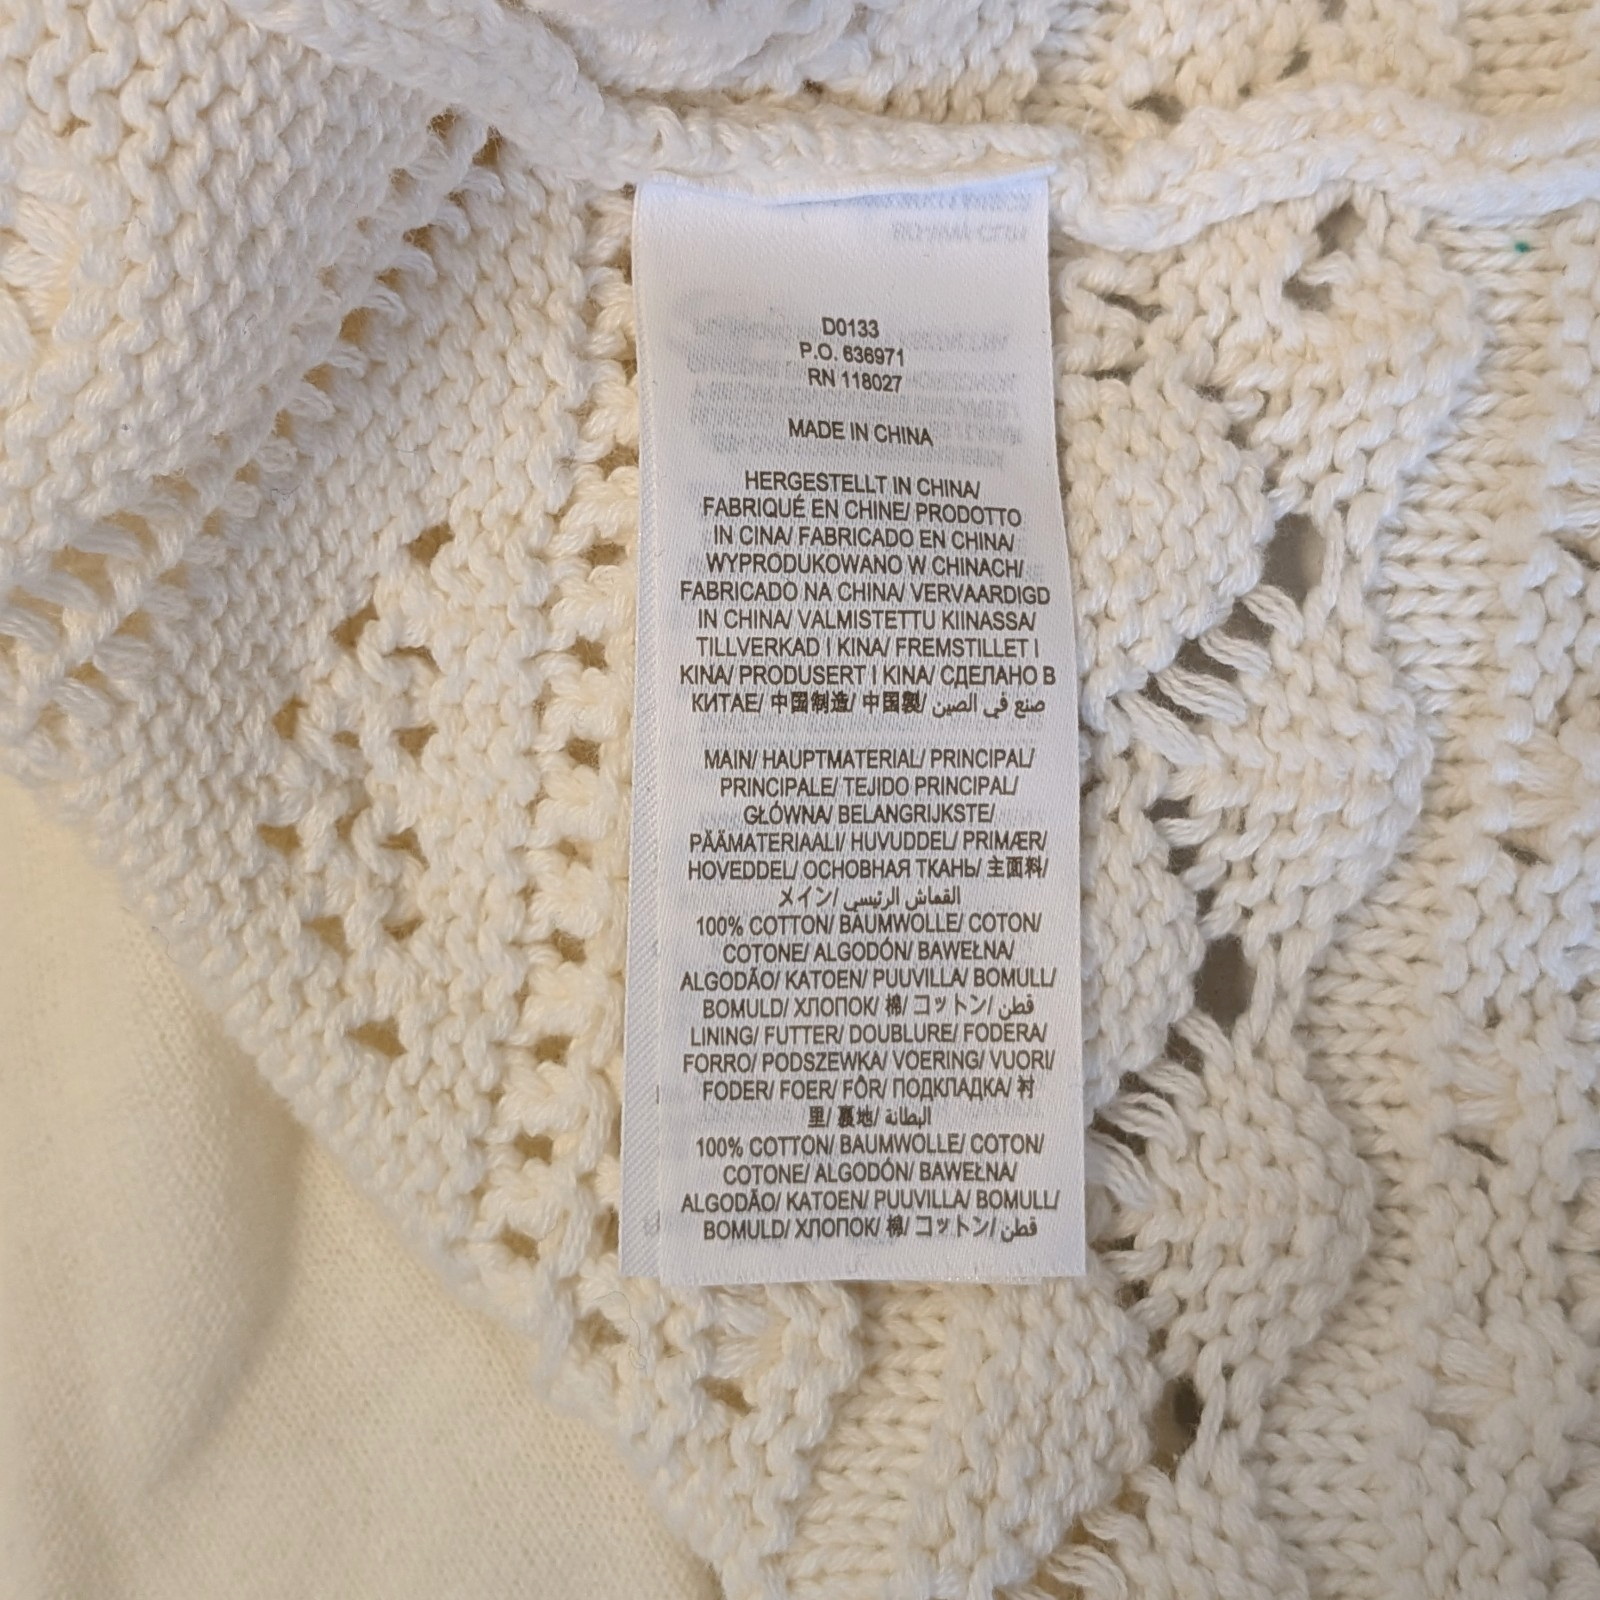 D0133
P.O. 636971
RN 118027
MADE IN CHINA
HERGESTELLT IN CHINA/
FABRIQUÉ EN CHINE/ PRODOTTO
IN CINA/ FABRICADO EN CHINA/
WYPRODUKOWANO W CHINACH/
FABRICADO NA CHINA/ VERVAARDIGD
IN CHINA/ VALMISTETTU KIINASSA/
TILLVERKAD I KINA/ FREMSTILLET I
KINA/ PRODUSERT I KINA/ СДЕЛАНО В
КИТАЕ/ 中国制造/ 中国製/ صنع في الصين
MAIN/ HAUPTMATERIAL/ PRINCIPAL/
PRINCIPALE/ TEJIDO PRINCIPAL/
GŁÓWNA/ BELANGRIJKSTE/
PÄÄMATERIAALI/ HUVUDDEL/ PRIMÆR/
HOVEDDEL/ ОСНОВНАЯ ТКАНЬ/ 主面料/
メイン/ القماش الرئيسي
100% COTTON/ BAUMWOLLE/ COTON/
COTONE/ ALGODÓN/ BAWEŁNA/
ALGODÃO/ KATOEN/ PUUVILLA/ BOMULL/
BOMULD/ ХЛОПОК/ 棉/ コットン/ قطن
LINING/ FUTTER/ DOUBLURE/ FODERA/
FORRO/ PODSZEWKA/ VOERING/ VUORI/
FODER/ FOER/ FÔR/ ПОДКЛАДКА/ 衬
里/ 裏地/ البطانة
100% COTTON/ BAUMWOLLE/ COTON/
COTONE/ ALGODÓN/ BAWEŁNA/
ALGODÃO/ KATOEN/ PUUVILLA/ BOMULL/
BOMULD/ ХЛОПОК/ 棉/ コットン/ قطن